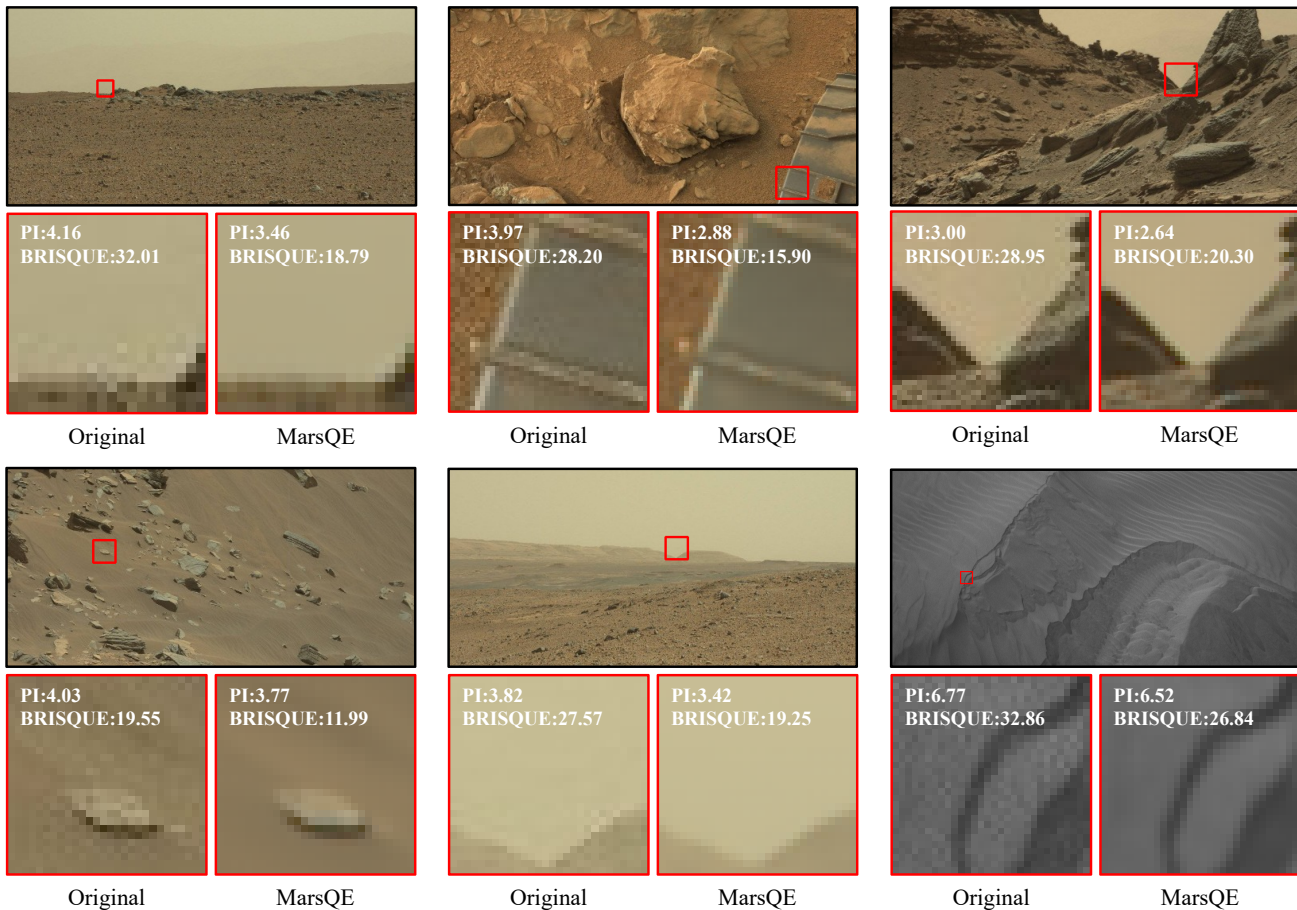 PI:4.16
BRISQUE:32.01
PI:3.46
BRISQUE:18.79
PI:3.97
BRISQUE:28.20
PI:2.88
BRISQUE:15.90
PI:3.00
BRISQUE:28.95
PI:2.64
BRISQUE:20.30
Original
MarsQE
Original
MarsQE
Original
MarsQE
PI:4.03
BRISQUE:19.55
PI:3.77
BRISQUE:11.99
PI:3.82
BRISQUE:27.57
PI:3.42
BRISQUE:19.25
PI:6.77
BRISQUE:32.86
PI:6.52
BRISQUE:26.84
Original
MarsQE
Original
MarsQE
Original
MarsQE